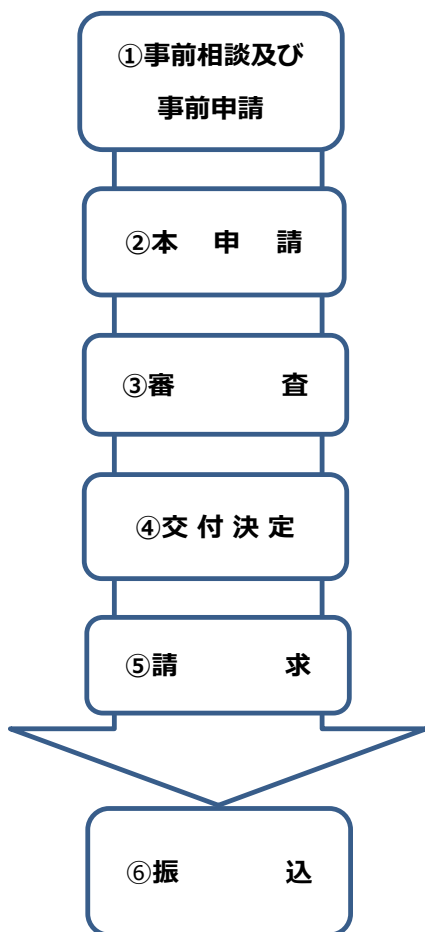 ①事前相談及び
事前申請
②本 申 請
③審 査
④交 付 決 定
⑤請 求
⑥振 込